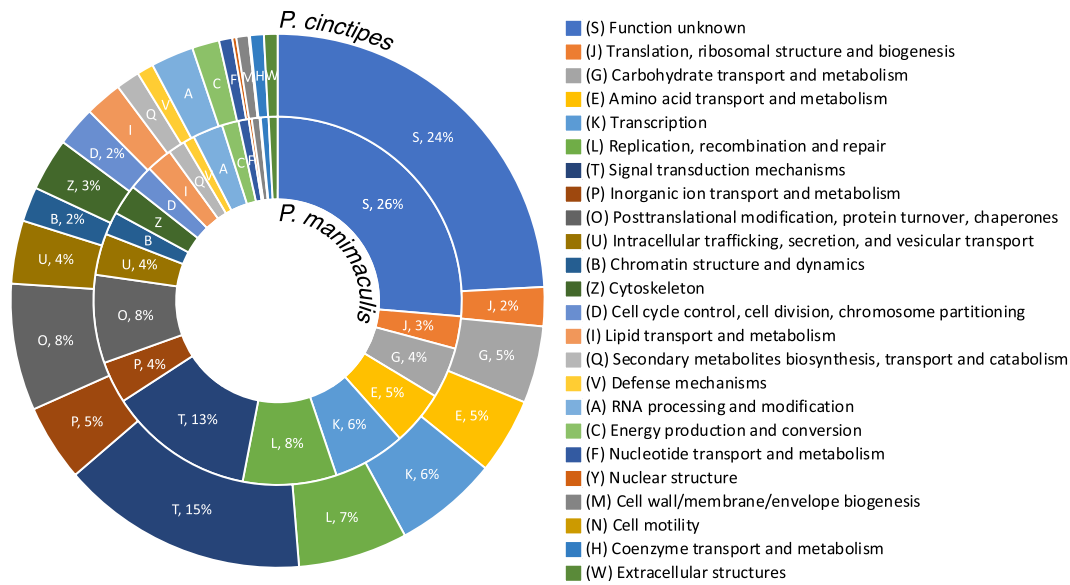 P. cinctipes
P. manimaculis
S, 24%
J, 2%
G, 5%
E, 5%
K, 6%
L, 7%
T, 15%
P, 5%
O, 8%
U, 4%
B, 2%
Z, 3%
D, 2%
I
Q
V
A
C
F
M
H
W
S, 26%
J, 3%
G, 4%
E, 5%
K, 6%
L, 8%
T, 13%
P, 4%
O, 8%
U, 4%
B
Z
D
I
Q
V
A
C
F
(S) Function unknown
(J) Translation, ribosomal structure and biogenesis
(G) Carbohydrate transport and metabolism
(E) Amino acid transport and metabolism
(K) Transcription
(L) Replication, recombination and repair
(T) Signal transduction mechanisms
(P) Inorganic ion transport and metabolism
(O) Posttranslational modification, protein turnover, chaperones
(U) Intracellular trafficking, secretion, and vesicular transport
(B) Chromatin structure and dynamics
(Z) Cytoskeleton
(D) Cell cycle control, cell division, chromosome partitioning
(I) Lipid transport and metabolism
(Q) Secondary metabolites biosynthesis, transport and catabolism
(V) Defense mechanisms
(A) RNA processing and modification
(C) Energy production and conversion
(F) Nucleotide transport and metabolism
(Y) Nuclear structure
(M) Cell wall/membrane/envelope biogenesis
(N) Cell motility
(H) Coenzyme transport and metabolism
(W) Extracellular structures